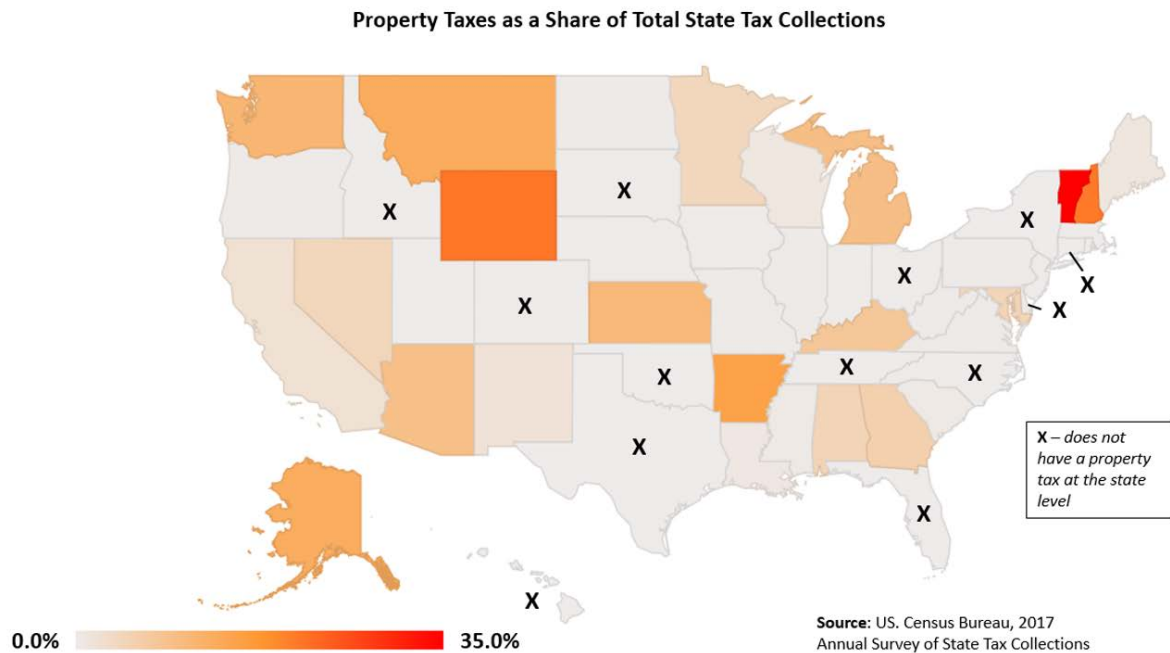 Property Taxes as a Share of Total State Tax Collections
X
X
X
X
X
X
X
X
X
X
X
X
X
X
X – does not
have a property
tax at the state
level
0.0%
35.0%
Source: US. Census Bureau, 2017
Annual Survey of State Tax Collections